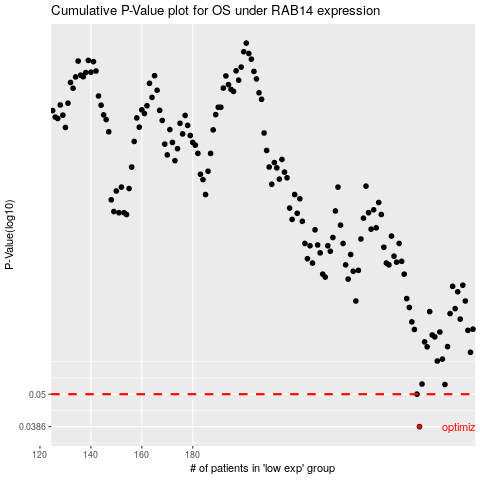 Cumulative P-Value plot for OS under RAB14 expression
P-Value(log10)
0.05
0.0386
optimiz
120 140 160 180
# of patients in 'low exp' group